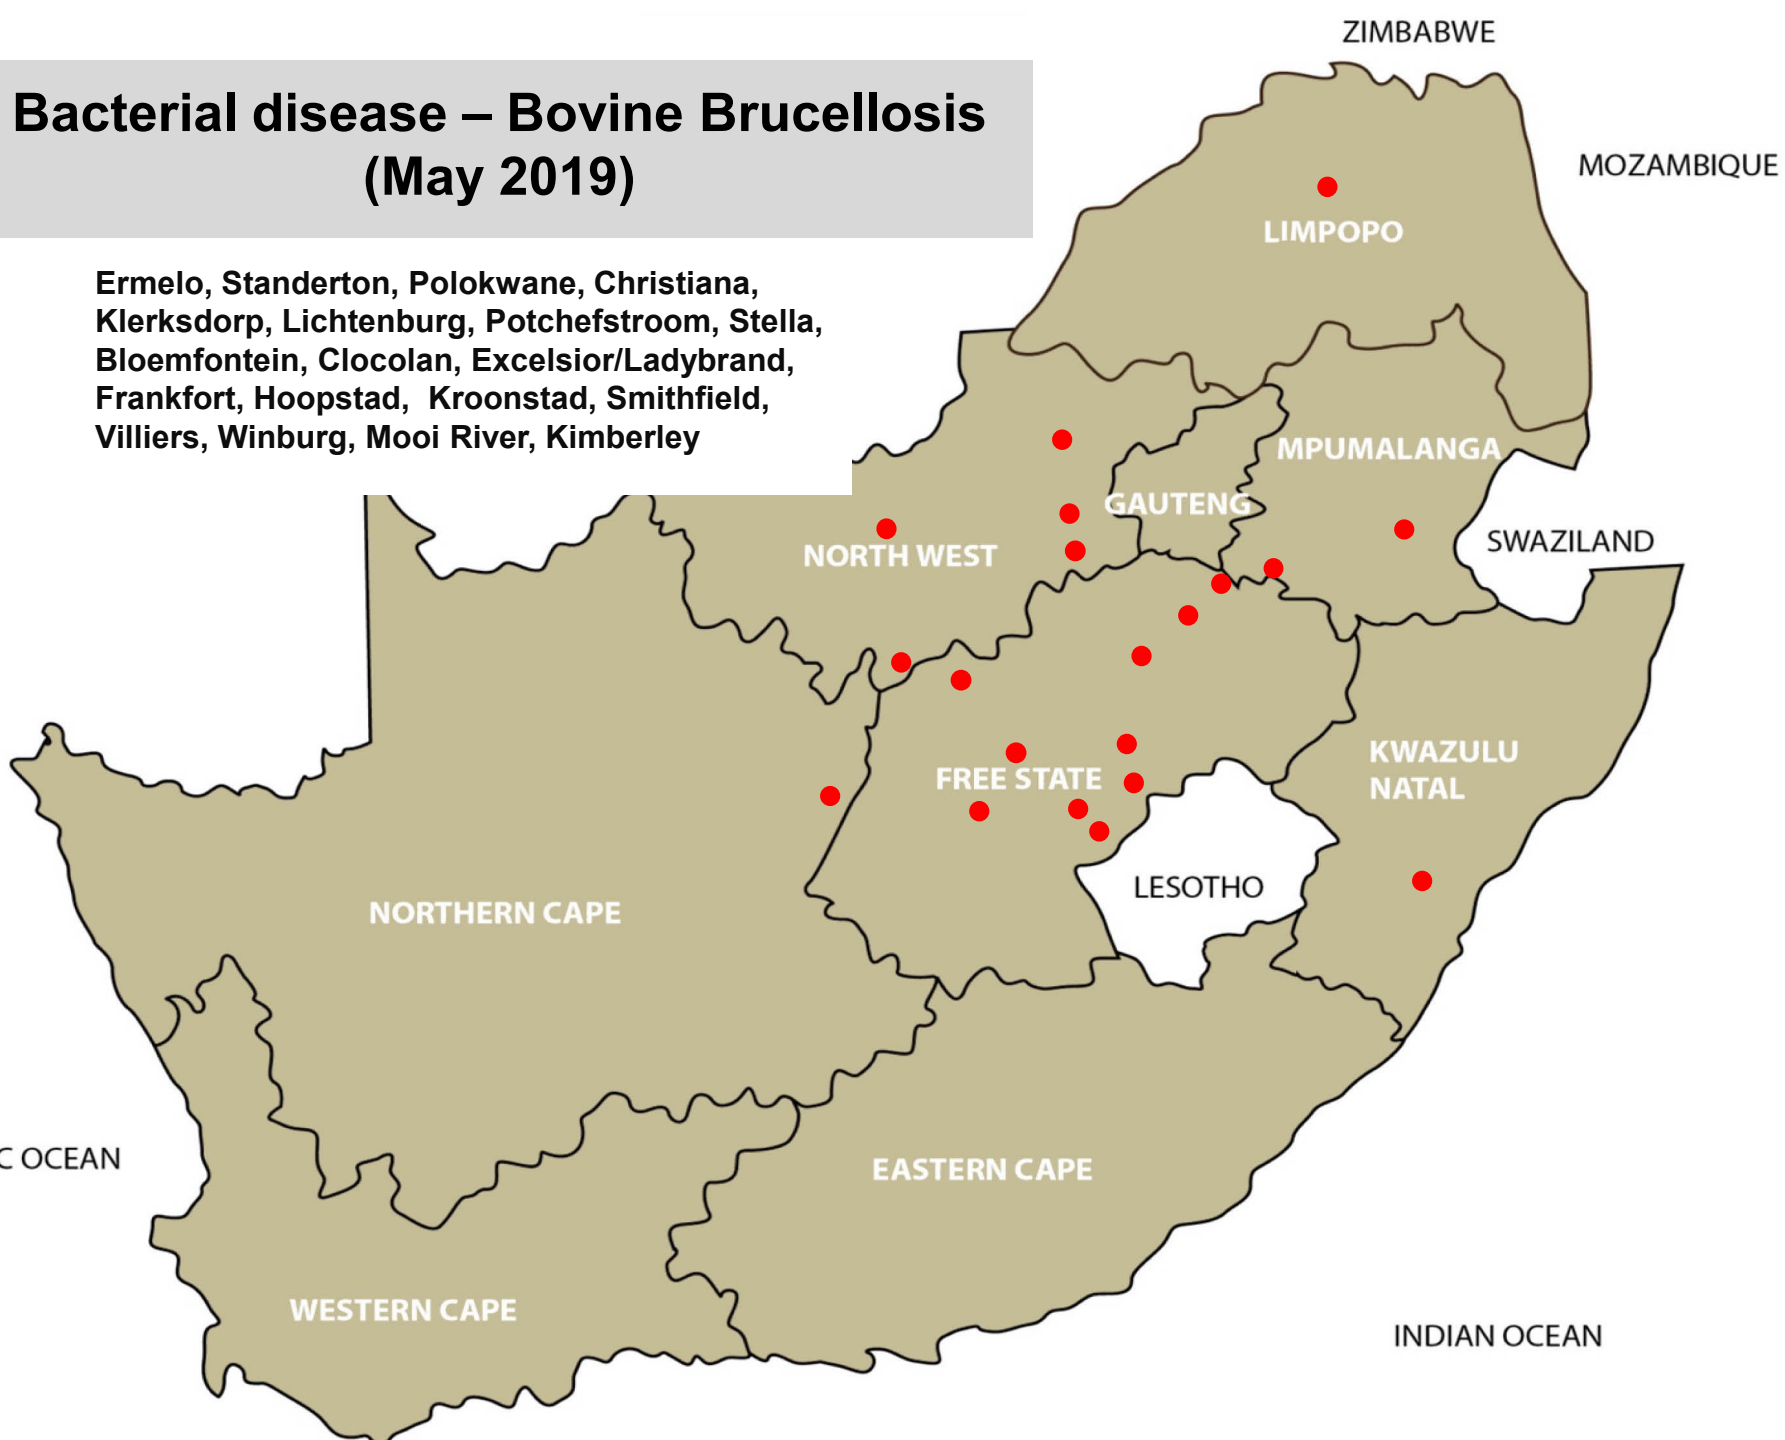 ZIMBABWE
Bacterial disease – Bovine Brucellosis
(May 2019)
MOZAMBIQUE
LIMPOPO
Ermelo, Standerton, Polokwane, Christiana,
Klerksdorp, Lichtenburg, Potchefstroom, Stella,
Bloemfontein, Clocolan, Excelsior/Ladybrand,
Frankfort, Hoopstad, Kroonstad, Smithfield,
Villiers, Winburg, Mooi River, Kimberley
MPUMALANGA
GAUTENG
SWAZILAND
NORTH WEST
KWAZULU
NATAL
FREE STATE
LESOTHO
NORTHERN CAPE
C OCEAN
EASTERN CAPE
WESTERN CAPE
INDIAN OCEAN